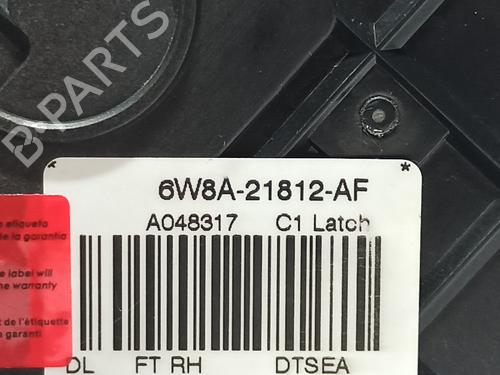 B-PARTS
6W8A-21812-AF
A048317 C1 Latch
etiqueta
de la garantia
e label will
he warranty
t de l'étiquette
garanti
DL FT RH DTSEA